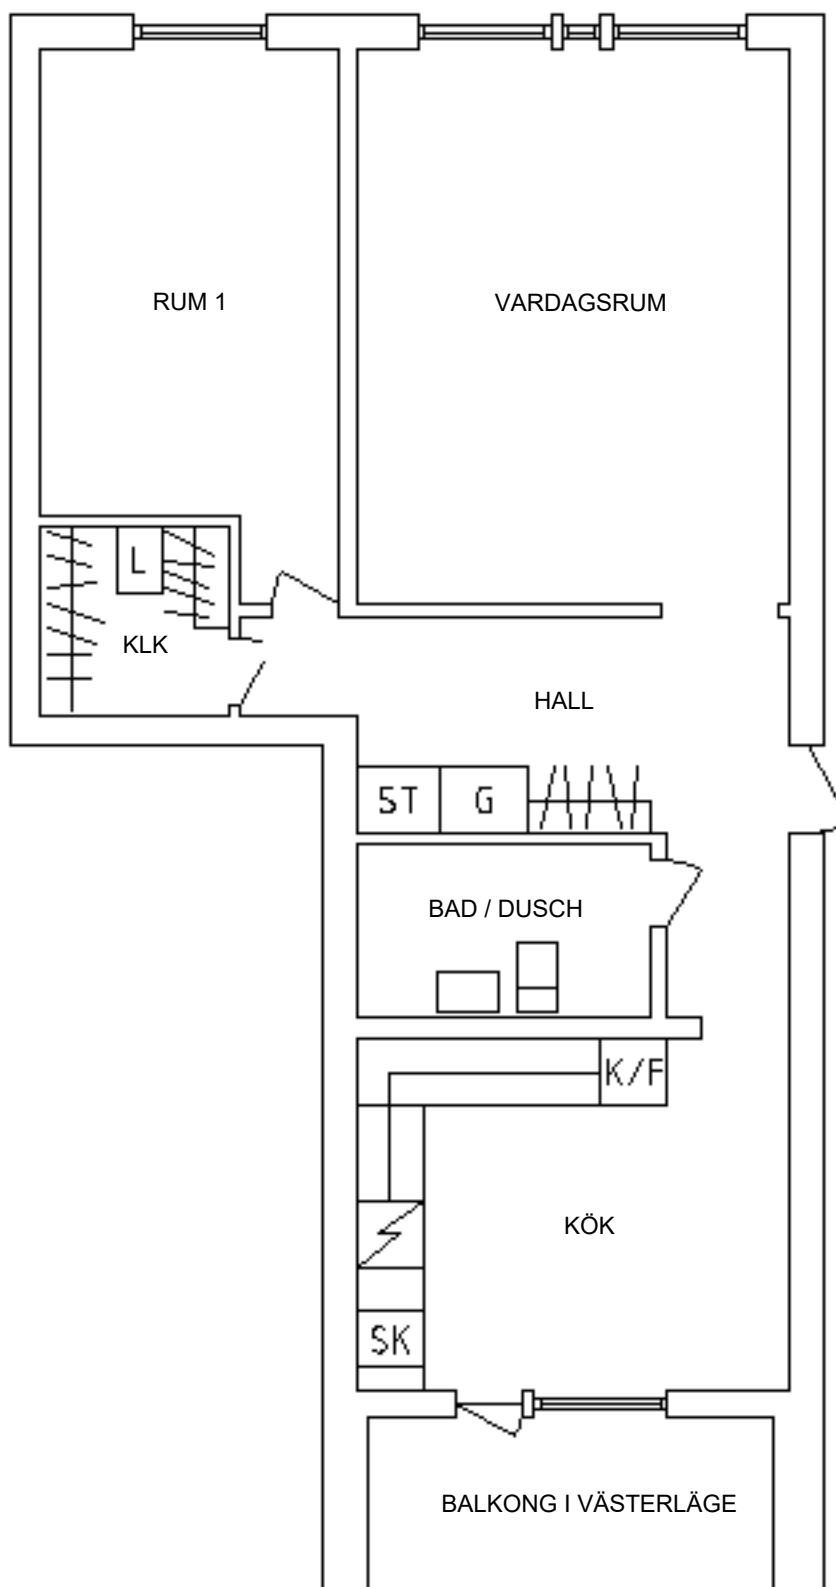 RUM 1
VARDAGSRUM
L
KLK
HALL
ST
G
BAD / DUSCH
K/F
KÖK
SK
BALKONG I VÄSTERLÄGE